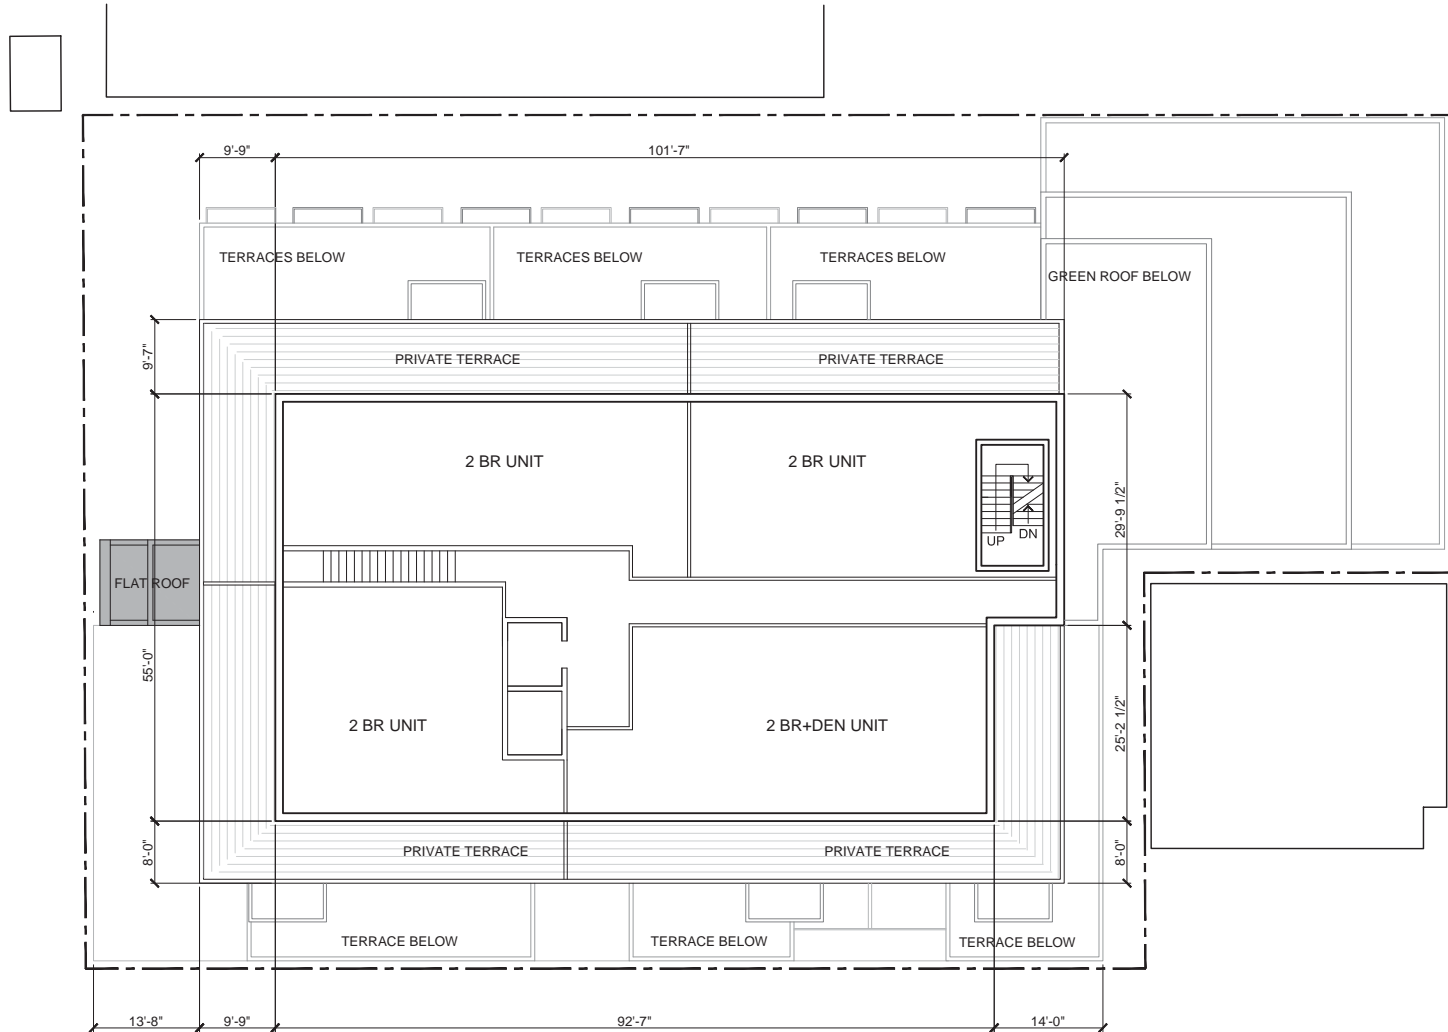 9'-9"
101'-7"
TERRACES BELOW
TERRACES BELOW
TERRACES BELOW
GREEN ROOF BELOW
9'-7"
PRIVATE TERRACE
PRIVATE TERRACE
2 BR UNIT
2 BR UNIT
29'-9 1/2"
UP
DN
FLAT ROOF
55'-0"
2 BR UNIT
2 BR+DEN UNIT
25'-2 1/2"
8'-0"
PRIVATE TERRACE
PRIVATE TERRACE
8'-0"
TERRACE BELOW
TERRACE BELOW
TERRACE BELOW
13'-8"
9'-9"
92'-7"
14'-0"